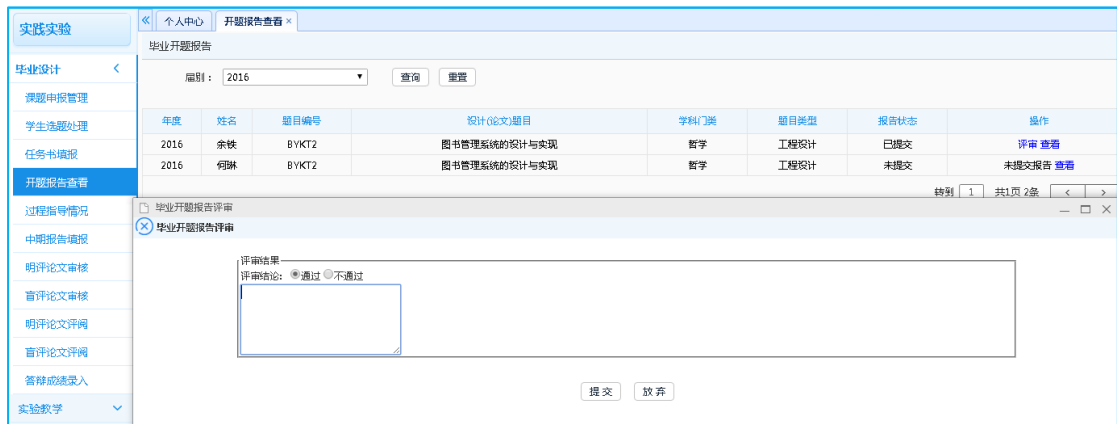 实践实验
毕业设计
课题申报管理
学生选题处理
任务书填报
开题报告查看
过程指导情况
中期报告填报
明评论文审核
盲评论文审核
明评论文评阅
盲评论文评阅
答辩成绩录入
实验教学
个人中心 开题报告查看 ×
毕业开题报告
届别： 2016 查询 重置
年度 姓名 题目编号 设计(论文)题目 学科门类 题目类型 报告状态 操作
2016 余铁 BYKT2 图书管理系统的设计与实现 哲学 工程设计 已提交 评审 查看
2016 何琳 BYKT2 图书管理系统的设计与实现 哲学 工程设计 未提交 未提交报告 查看
转到 1 共1页 2条 < >
毕业开题报告评审
毕业开题报告评审
评审结果
评审结论： 通过 不通过
提 交 放 弃